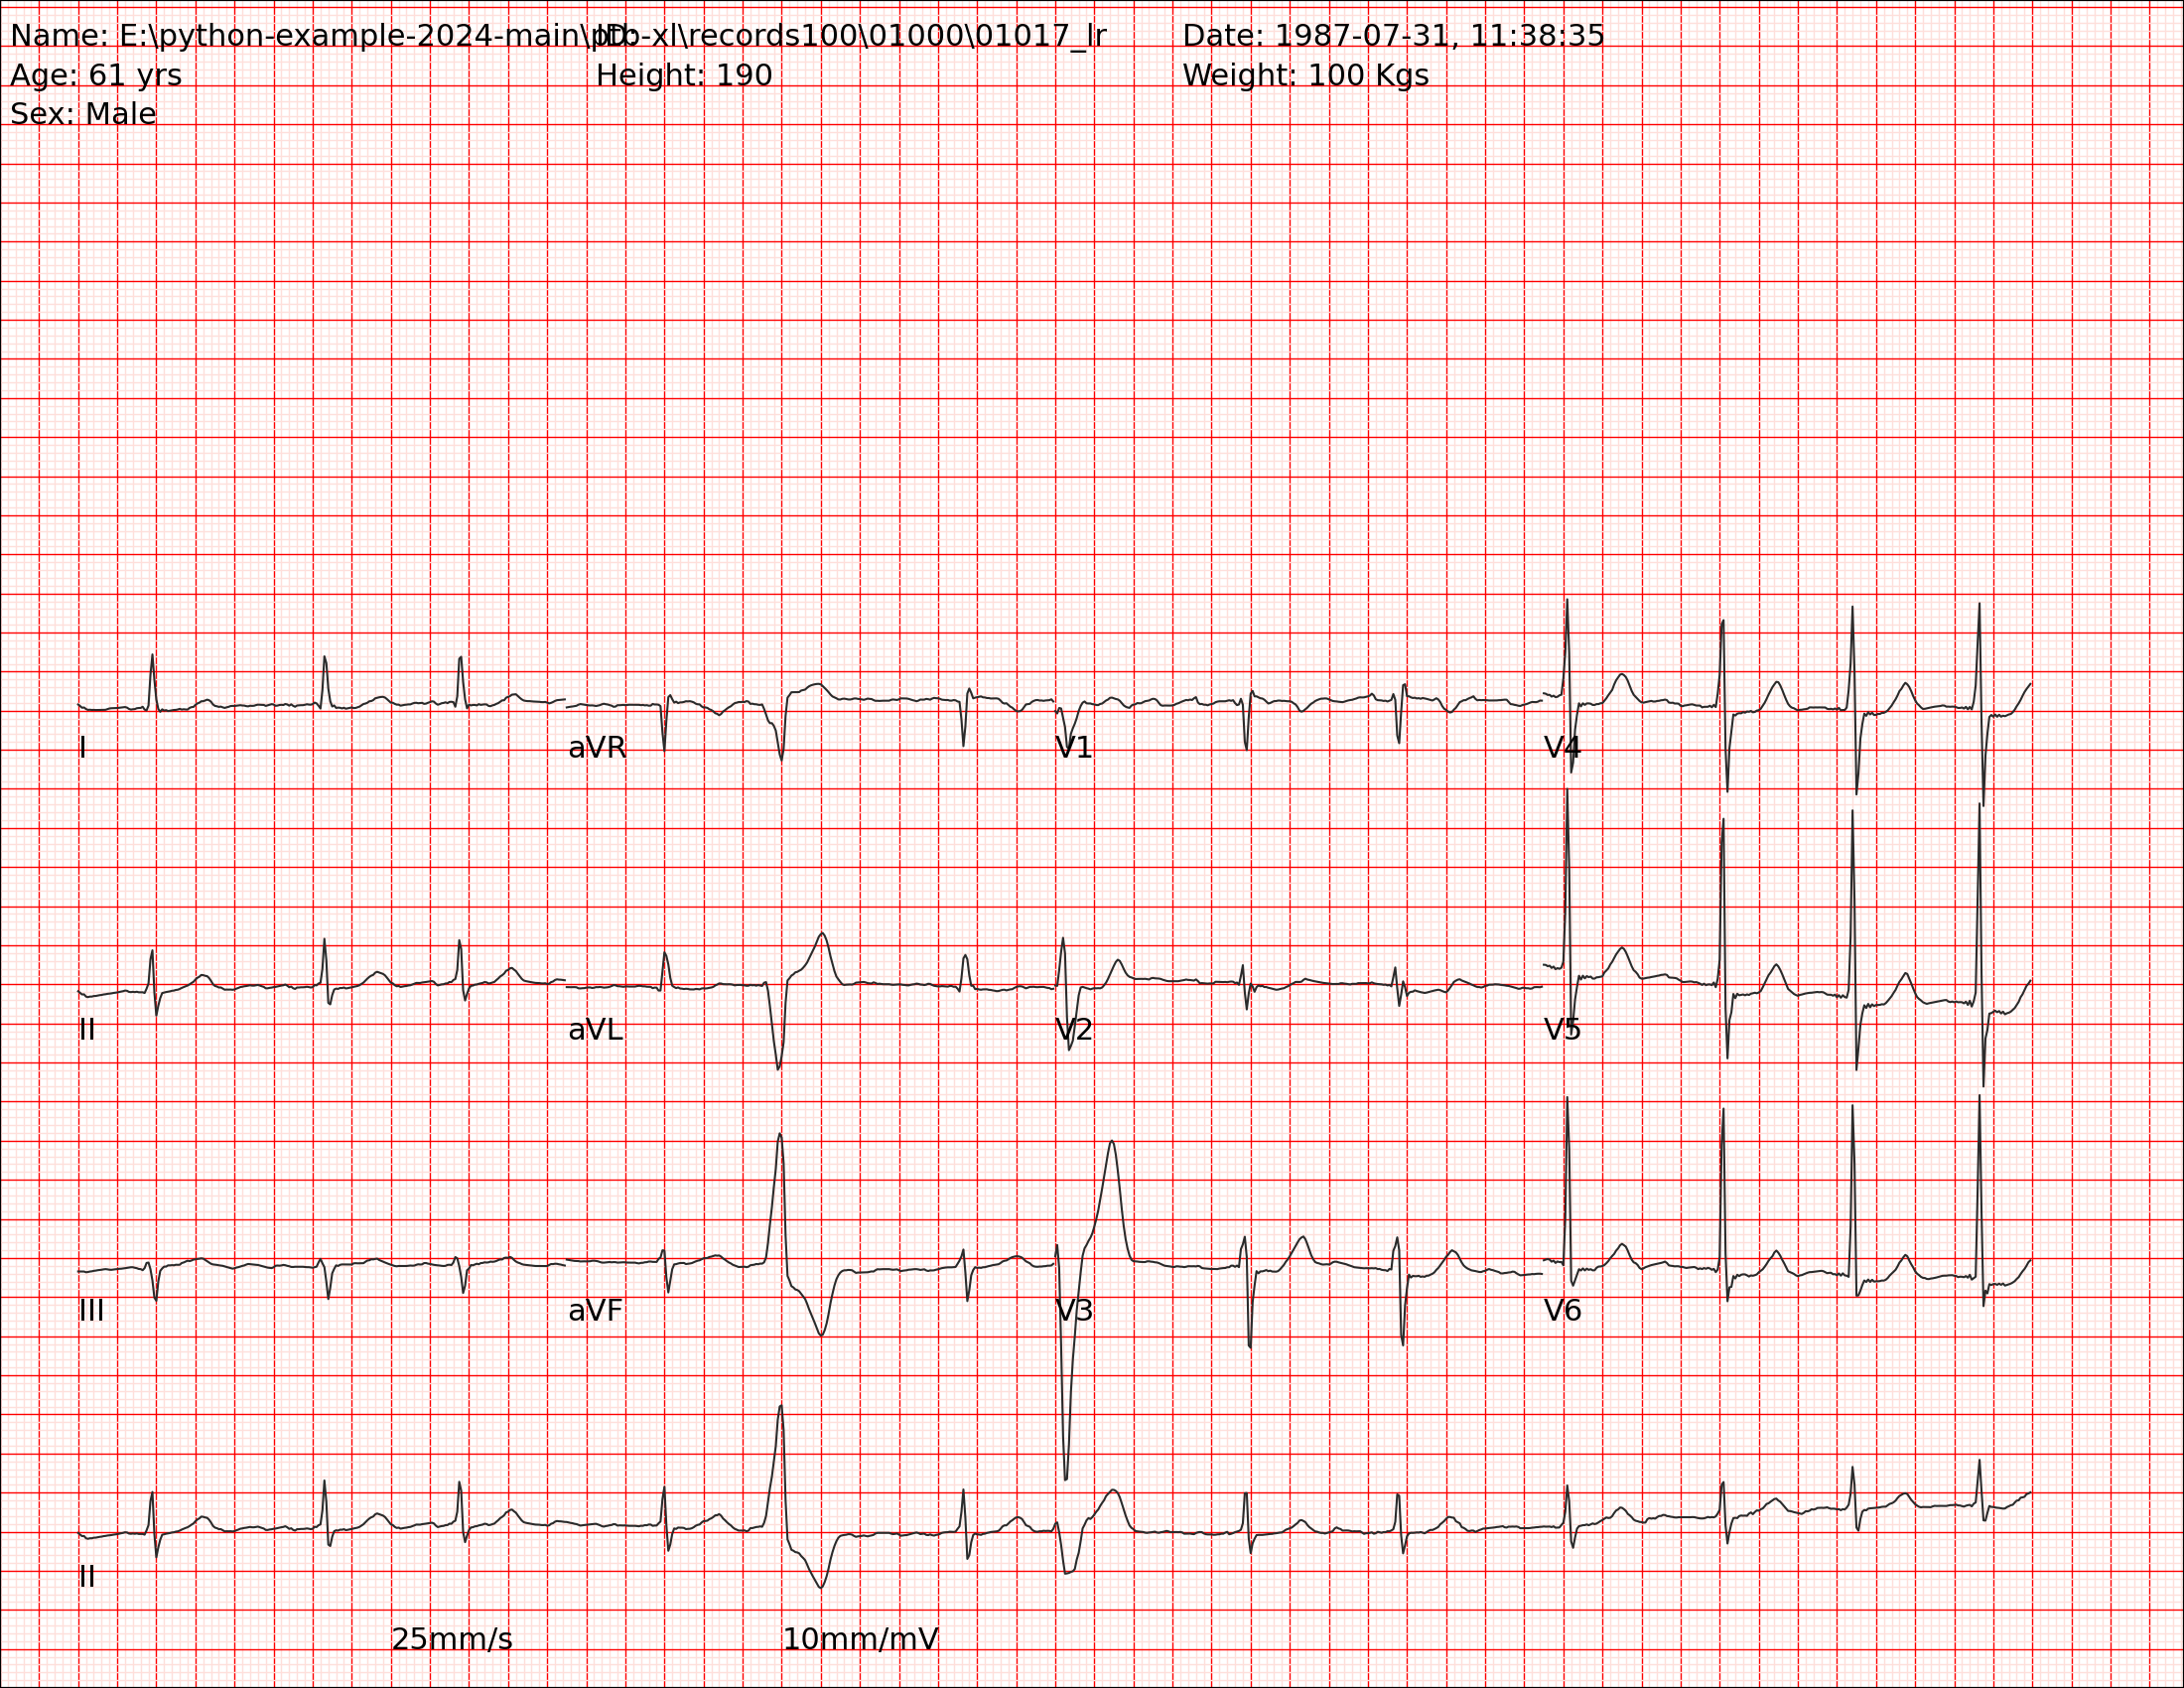 Name: E:\python-example-2024-main\ptb-xl\records100\01000\01017_lr ID: Date: 1987-07-31, 11:38:35
Age: 61 yrs Height: 190 Weight: 100 Kgs
Sex: Male
I aVR V1 V4
II aVL V2 V5
III aVF V3 V6
II
25mm/s 10mm/mV